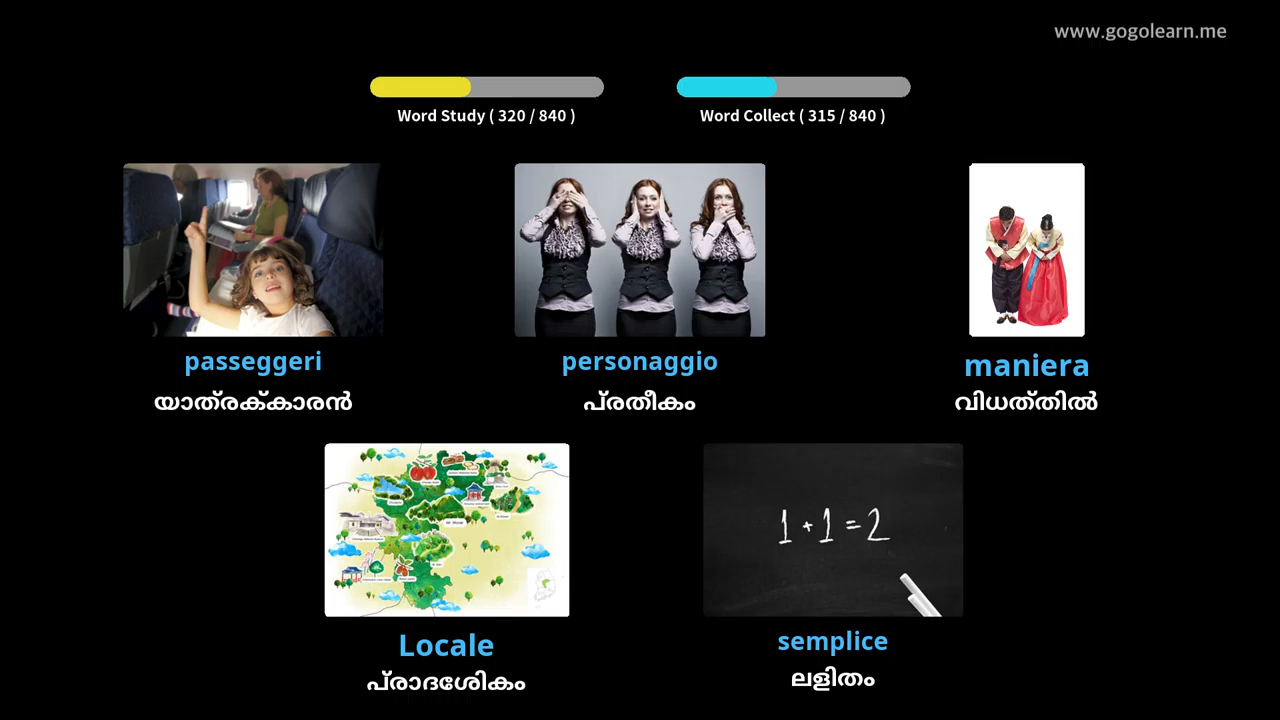 www.gogolearn.me
Word Study ( 320 / 840 )
Word Collect ( 315 / 840 )
passeggeri
യാത്രക്കാരൻ
personaggio
പ്രതീകം
maniera
വിധത്തിൽ
1 + 1 = 2
Locale
പ്രാദേശികം
semplice
ലളിതം